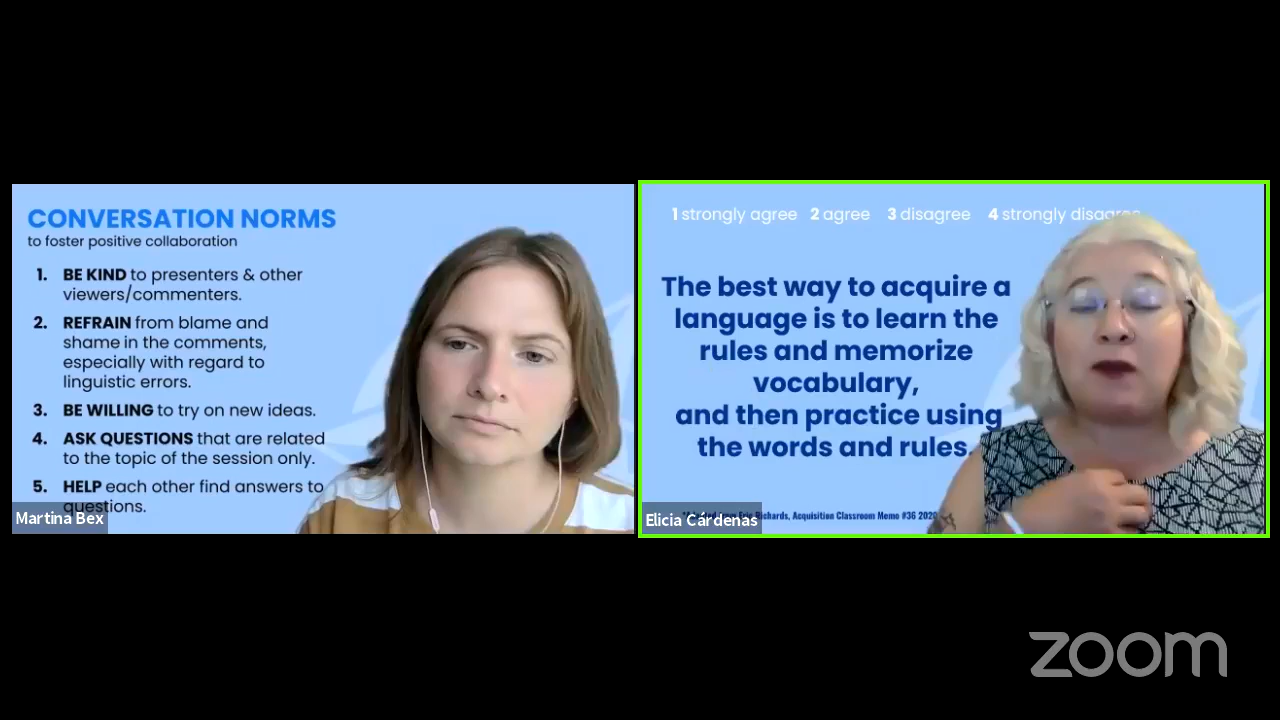 CONVERSATION NORMS
to foster positive collaboration
1. BE KIND to presenters & other
viewers/commenters.
2. REFRAIN from blame and
shame in the comments,
especially with regard to
linguistic errors.
3. BE WILLING to try on new ideas.
4. ASK QUESTIONS that are related
to the topic of the session only.
5. HELP each other find answers to
questions.
Martina Bex
1 strongly agree 2 agree 3 disagree 4 strongly disagree
The best way to acquire a
language is to learn the
rules and memorize
vocabulary,
and then practice using
the words and rules.
Richards, Acquisition Classroom Memo #36 2020
Elicia Cárdenas
zoom